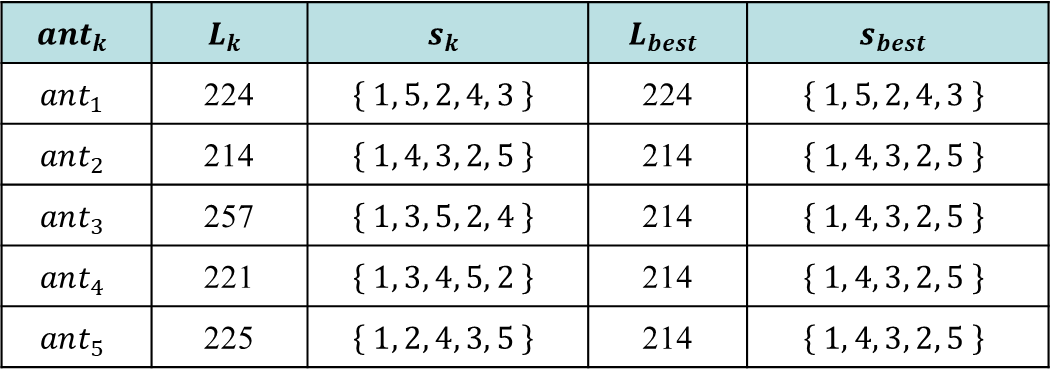 ant_k L_k s_k L_best s_best
ant_1 224 { 1, 5, 2, 4, 3 } 224 { 1, 5, 2, 4, 3 }
ant_2 214 { 1, 4, 3, 2, 5 } 214 { 1, 4, 3, 2, 5 }
ant_3 257 { 1, 3, 5, 2, 4 } 214 { 1, 4, 3, 2, 5 }
ant_4 221 { 1, 3, 4, 5, 2 } 214 { 1, 4, 3, 2, 5 }
ant_5 225 { 1, 2, 4, 3, 5 } 214 { 1, 4, 3, 2, 5 }